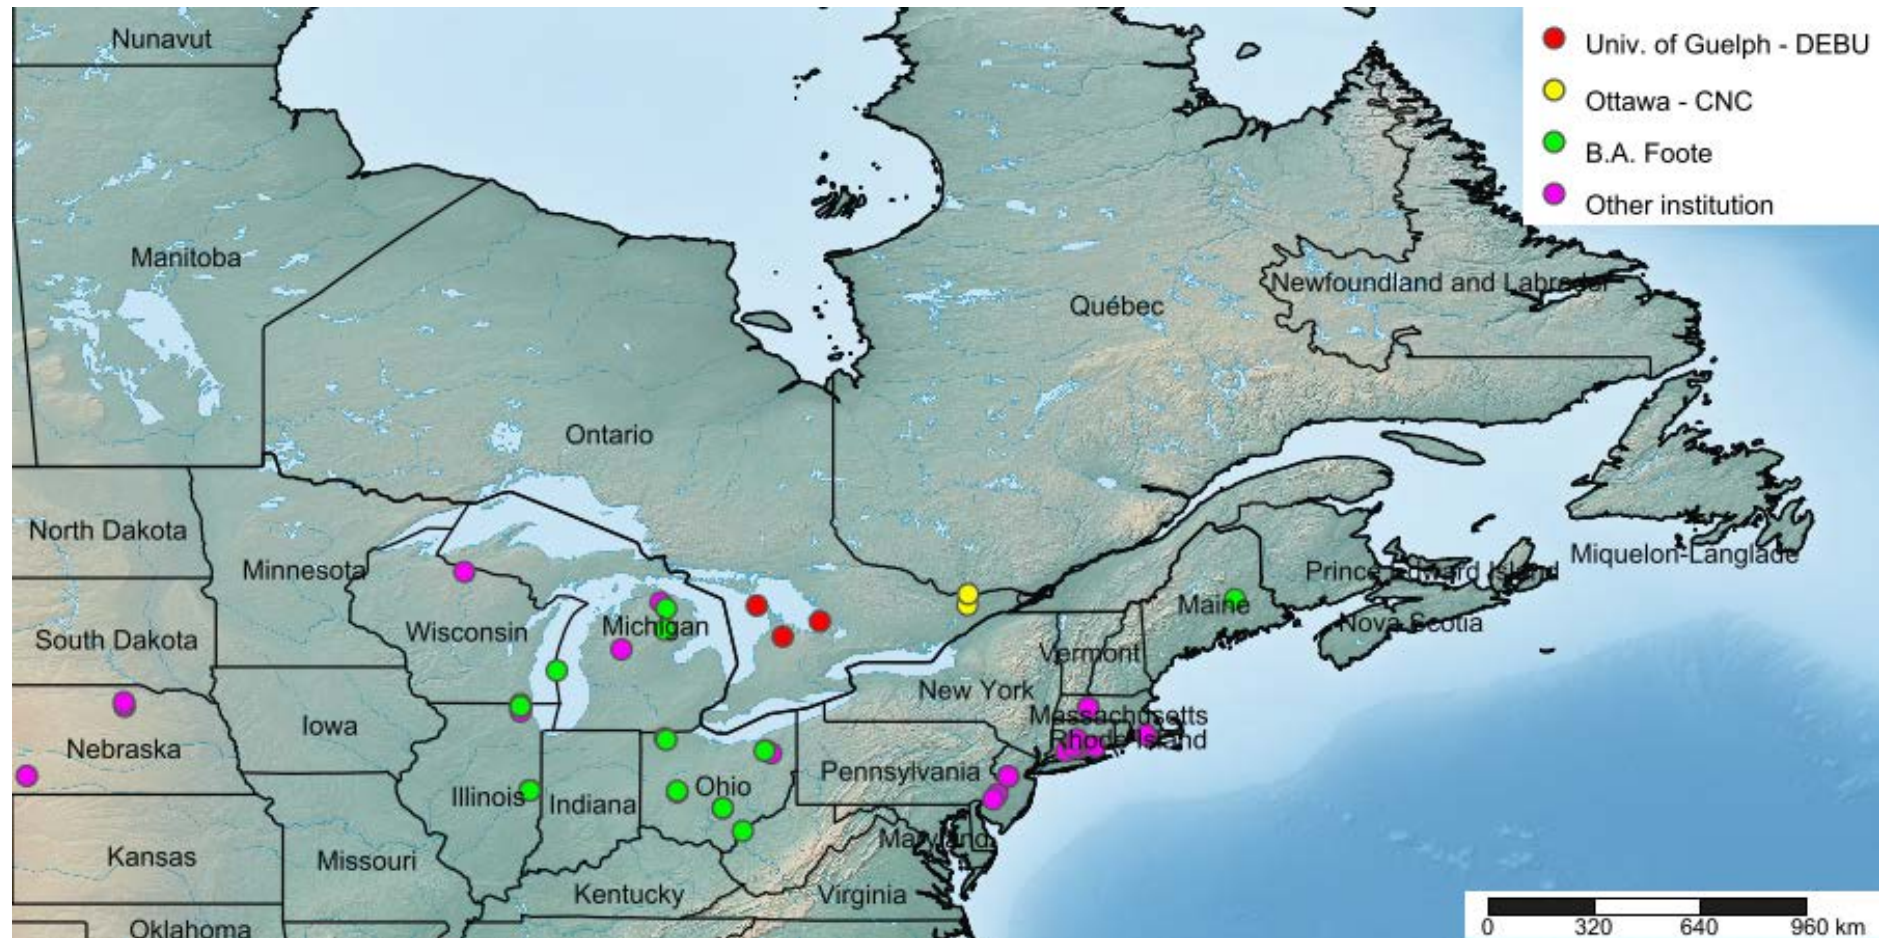 Nunavut
Univ. of Guelph - DEBU
Ottawa - CNC
B.A. Foote
Other institution
Manitoba
Newfoundland and Labrador
Québec
Ontario
North Dakota
Minnesota
Miquelon-Langlade
Prince Edward Island
South Dakota
Wisconsin
Michigan
Maine
Nova Scotia
Vermont
New York
Iowa
Massachusetts
Nebraska
Rhode Island
Pennsylvania
Illinois
Indiana
Ohio
Kansas
Missouri
Maryland
Kentucky
Virginia
Oklahoma
0 320 640 960 km